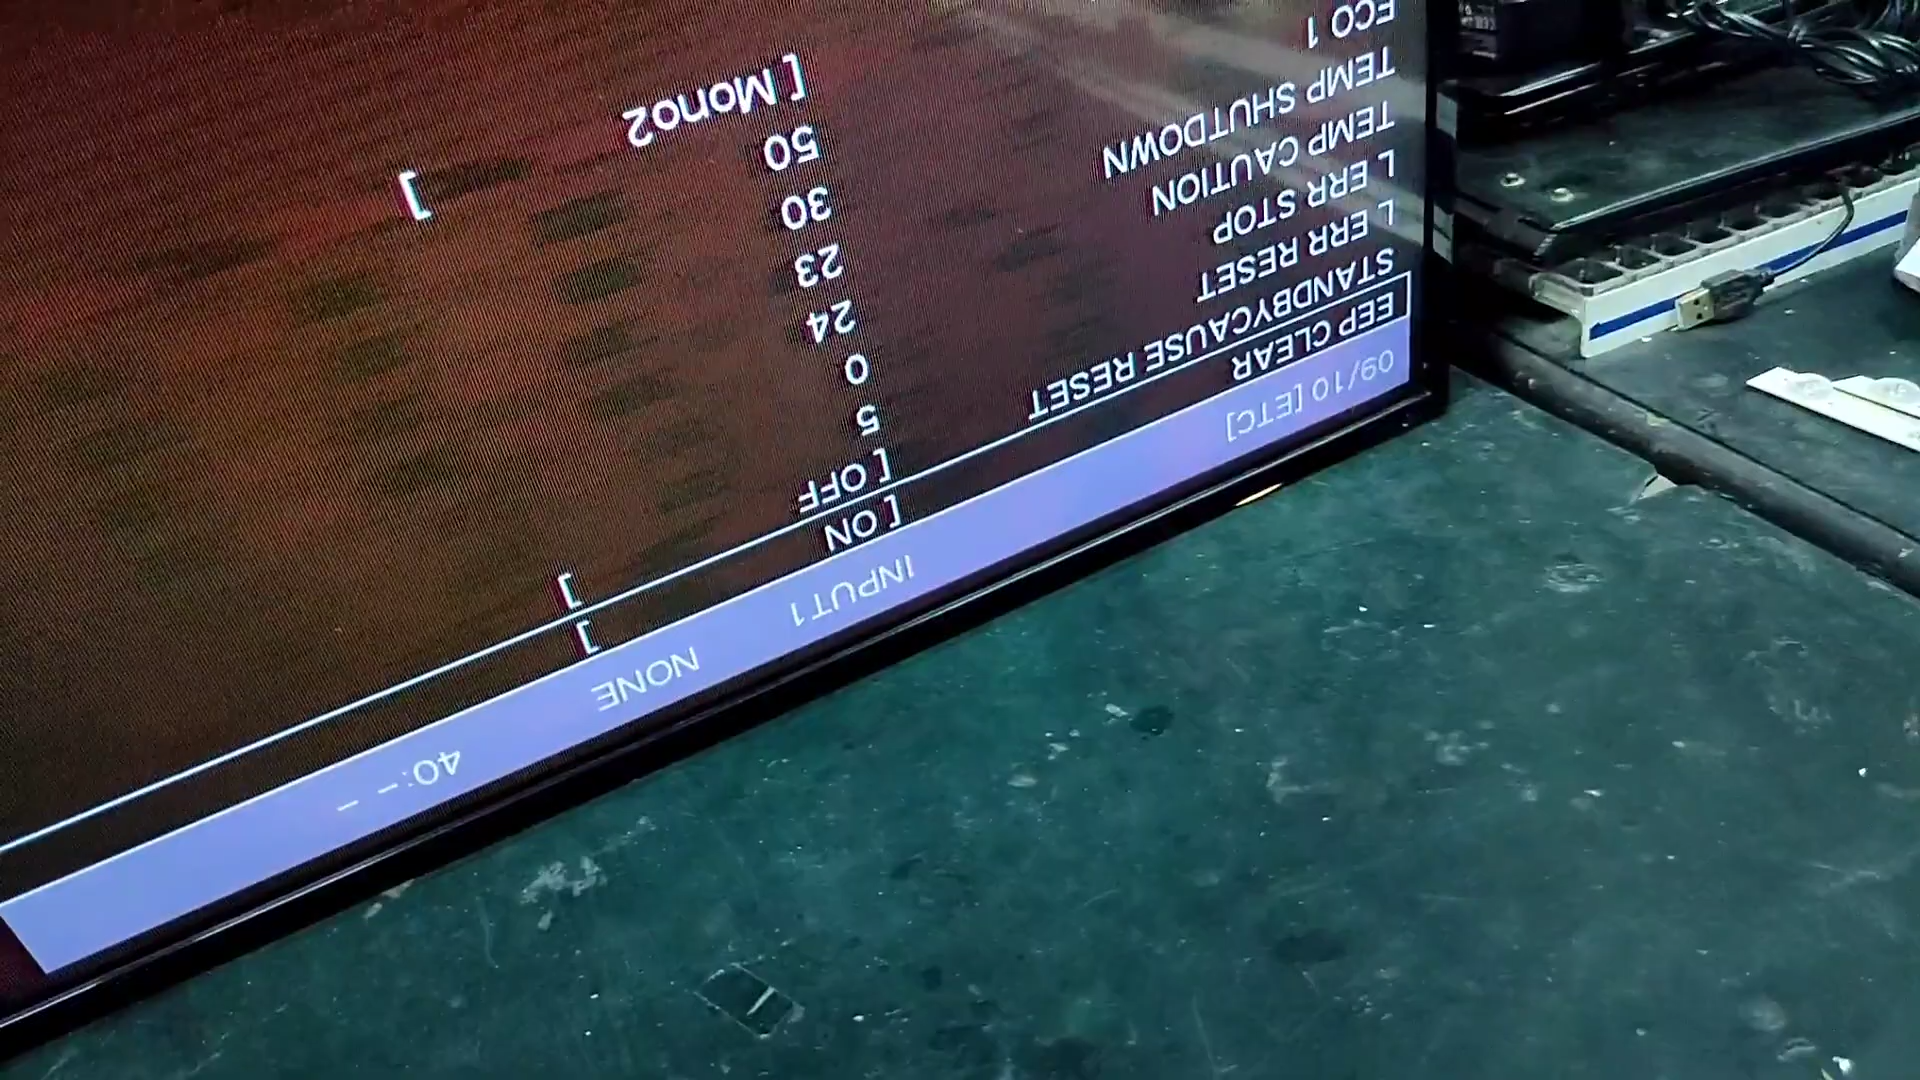 09/10 [ETC] INPUT1 NONE 40:- -
EEP CLEAR [ ON ]
STANDBYCAUSE RESET [ OFF ]
L ERR RESET 5
L ERR STOP 0
TEMP CAUTION 24
TEMP SHUTDOWN 23
ECO 1 30
50
[ Mono2 ]